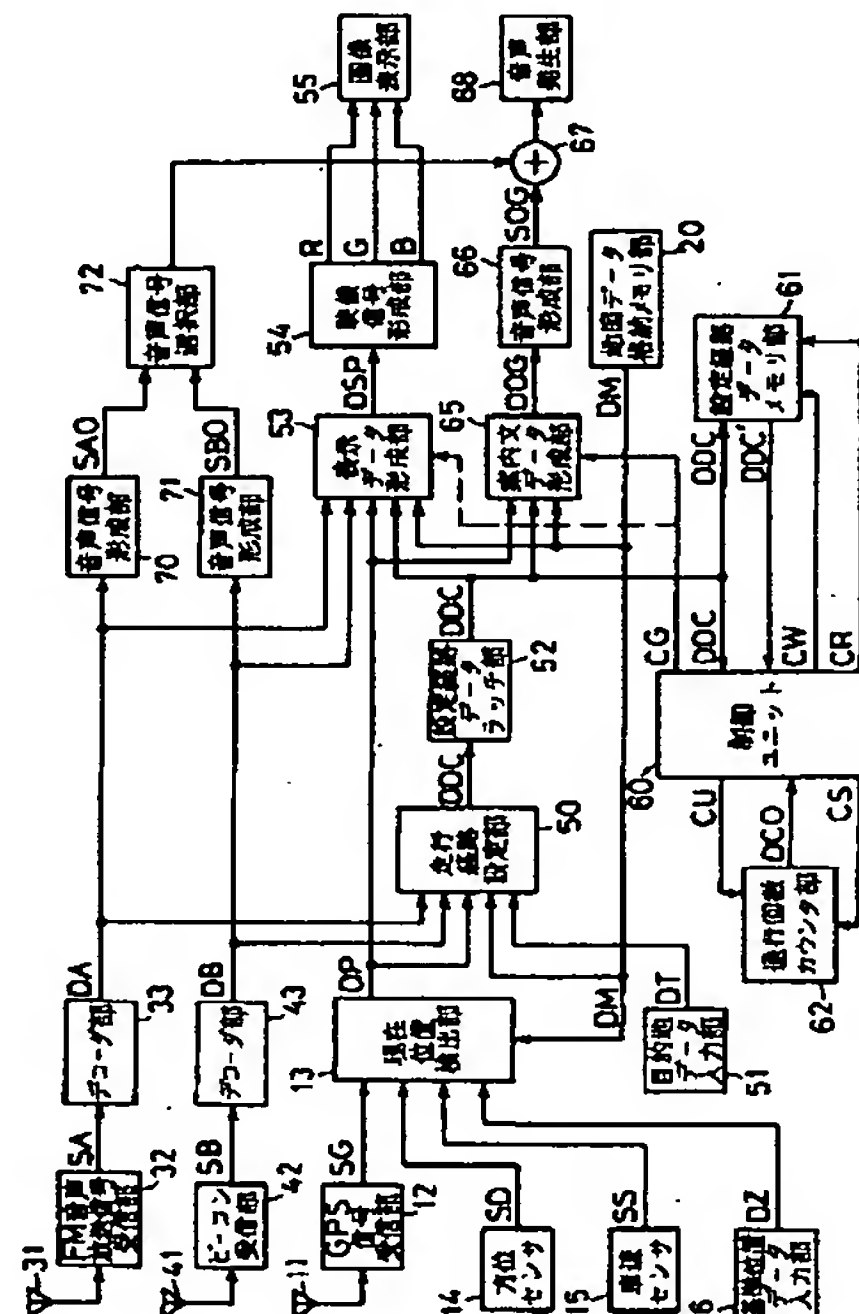 31
FM音声
放送信号
受信部
32
SA
デコーダ部
33
DA
音声信号
形成部
70
SAO
音声信号
選択部
72
41
ビーコン
受信部
42
SB
デコーダ部
43
DB
音声信号
形成部
71
SBO
11
GPS
信号
受信部
12
SG
現在
位置
検出部
13
DP
表示
データ
形成部
53
DSP
映像
信号
形成部
54
R
G
B
画像
表示部
55
14
方位
センサ
SD
15
車速
センサ
SS
6
データ
入力部
DZ
走行
経路
設定部
50
DDC
設定経路
データ
ラッチ部
52
DDC
案内文
データ
形成部
65
DDG
音声信号
形成部
66
SOG
67
音声
発生部
68
目的地
データ
入力部
51
DT
DM
DM
地図データ
格納メモリ部
20
カウンタ部
62
CU
DCO
CS
制御
ユニット
60
CG
DDC
CW
CR
DDC
DDC'
設定経路
データ
メモリ部
61